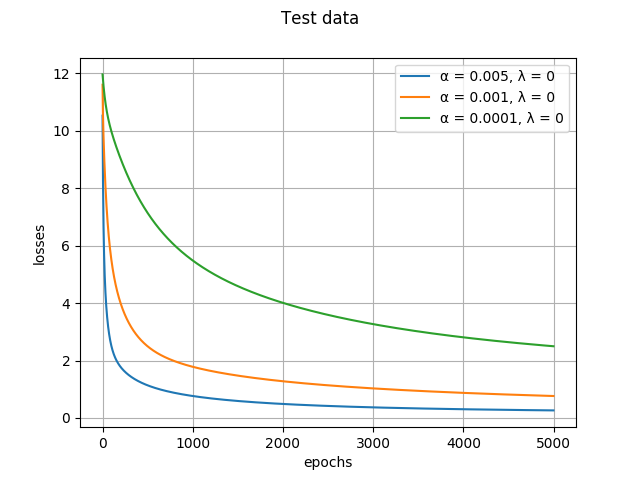 Test data
α = 0.005, λ = 0
α = 0.001, λ = 0
α = 0.0001, λ = 0
12
10
8
6
4
2
0
losses
0 1000 2000 3000 4000 5000
epochs